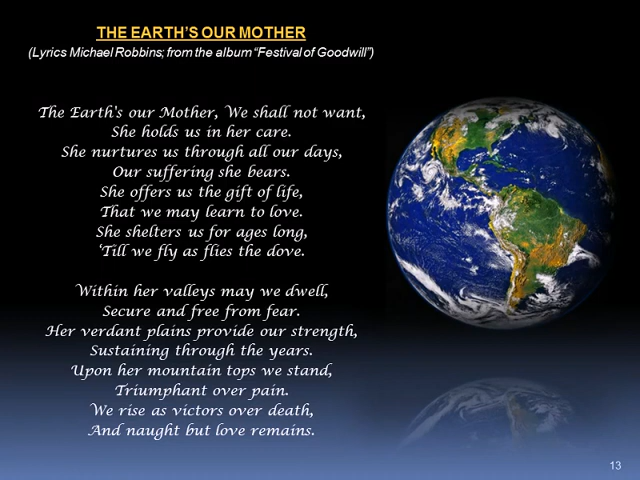 THE EARTH’S OUR MOTHER
(Lyrics Michael Robbins; from the album “Festival of Goodwill”)
The Earth's our Mother, We shall not want,
She holds us in her care.
She nurtures us through all our days,
Our suffering she bears.
She offers us the gift of life,
That we may learn to love.
She shelters us for ages long,
‘Till we fly as flies the dove.
Within her valleys may we dwell,
Secure and free from fear.
Her verdant plains provide our strength,
Sustaining through the years.
Upon her mountain tops we stand,
Triumphant over pain.
We rise as victors over death,
And naught but love remains.
13